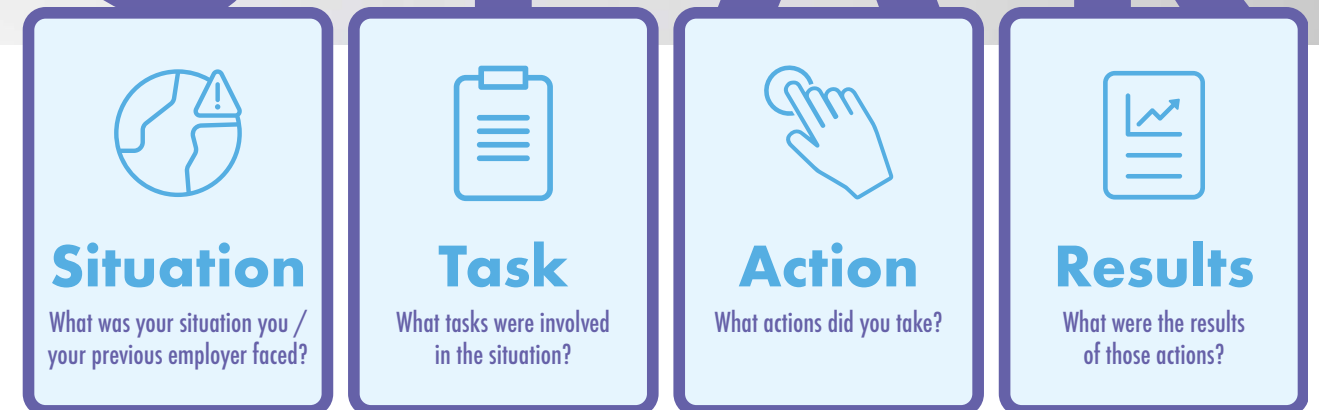 Situation
What was your situation you /
your previous employer faced?
Task
What tasks were involved
in the situation?
Action
What actions did you take?
Results
What were the results
of those actions?